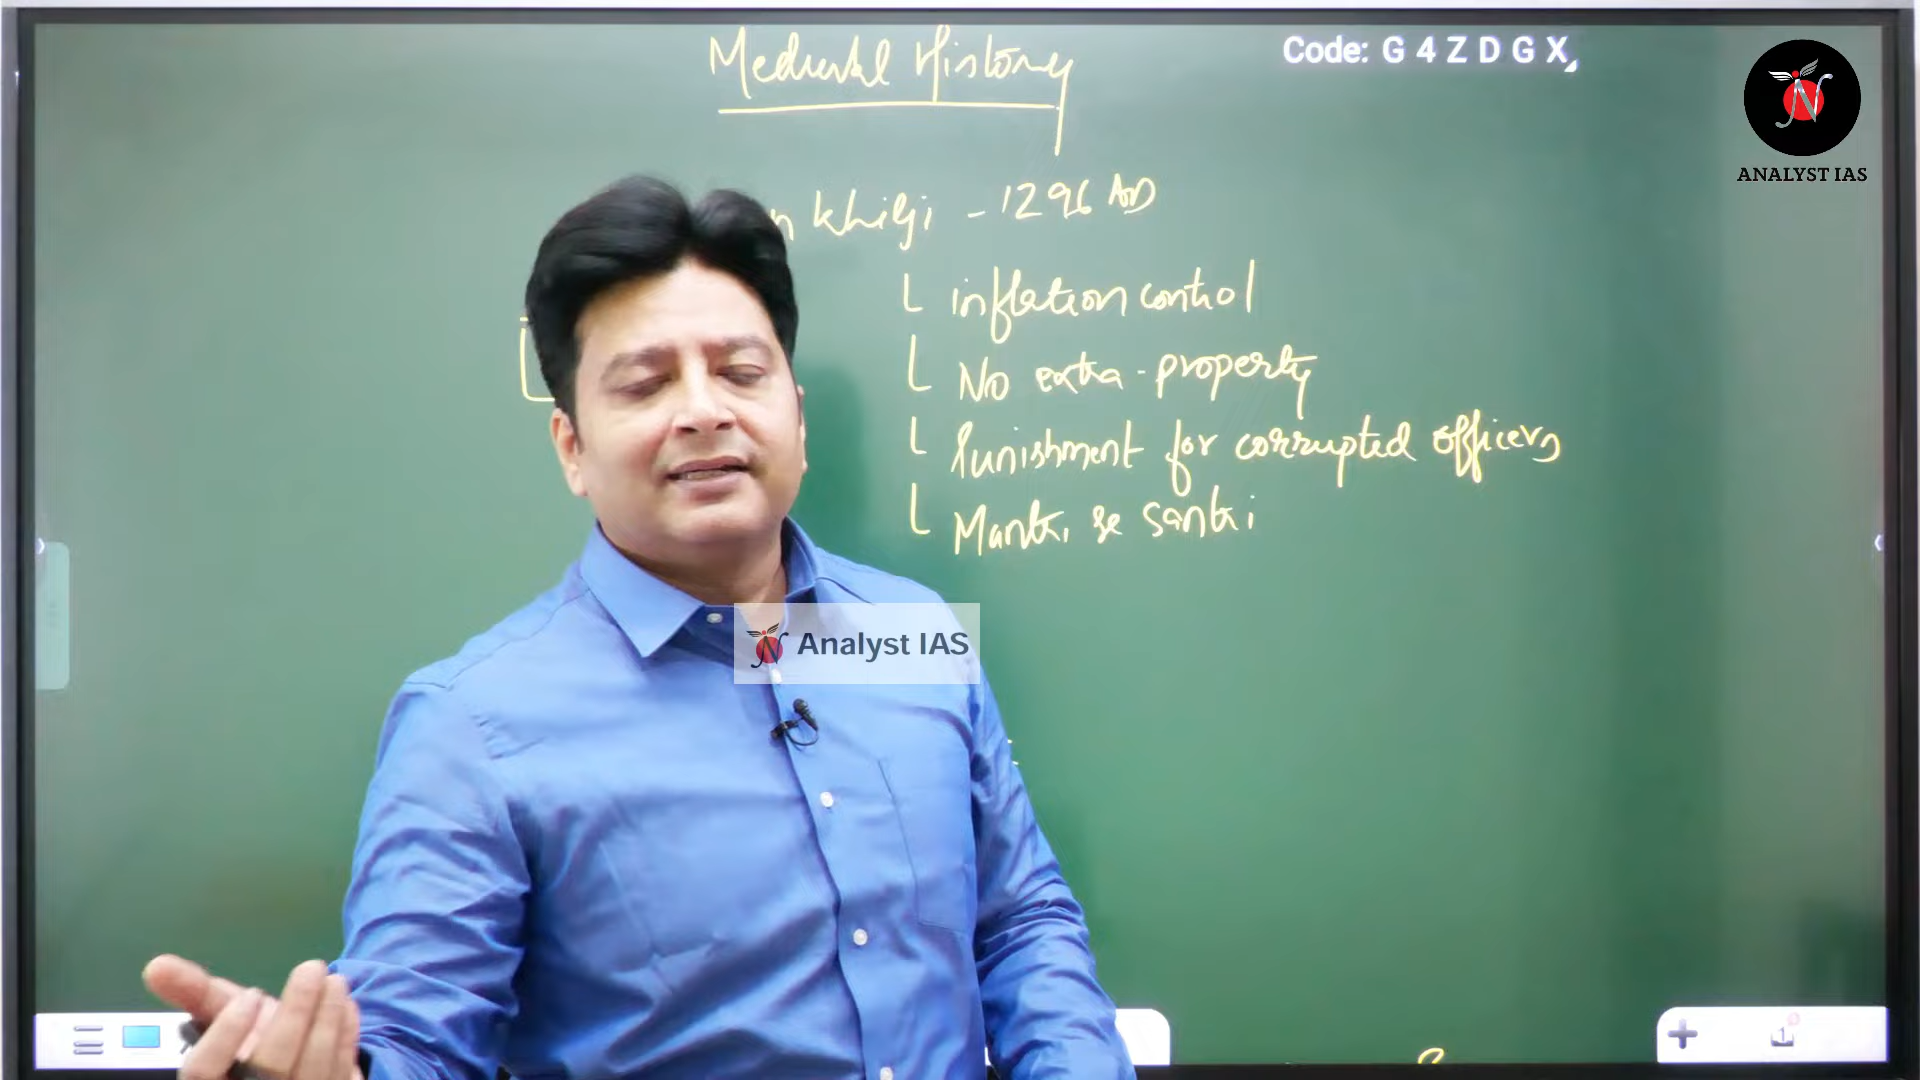 Medieval History
Code: G 4 Z D G X
ANALYST IAS
n Khilji - 1296 AD
inflation control
No extra - property
Punishment for corrupted officers
Mantri se santri
Analyst IAS